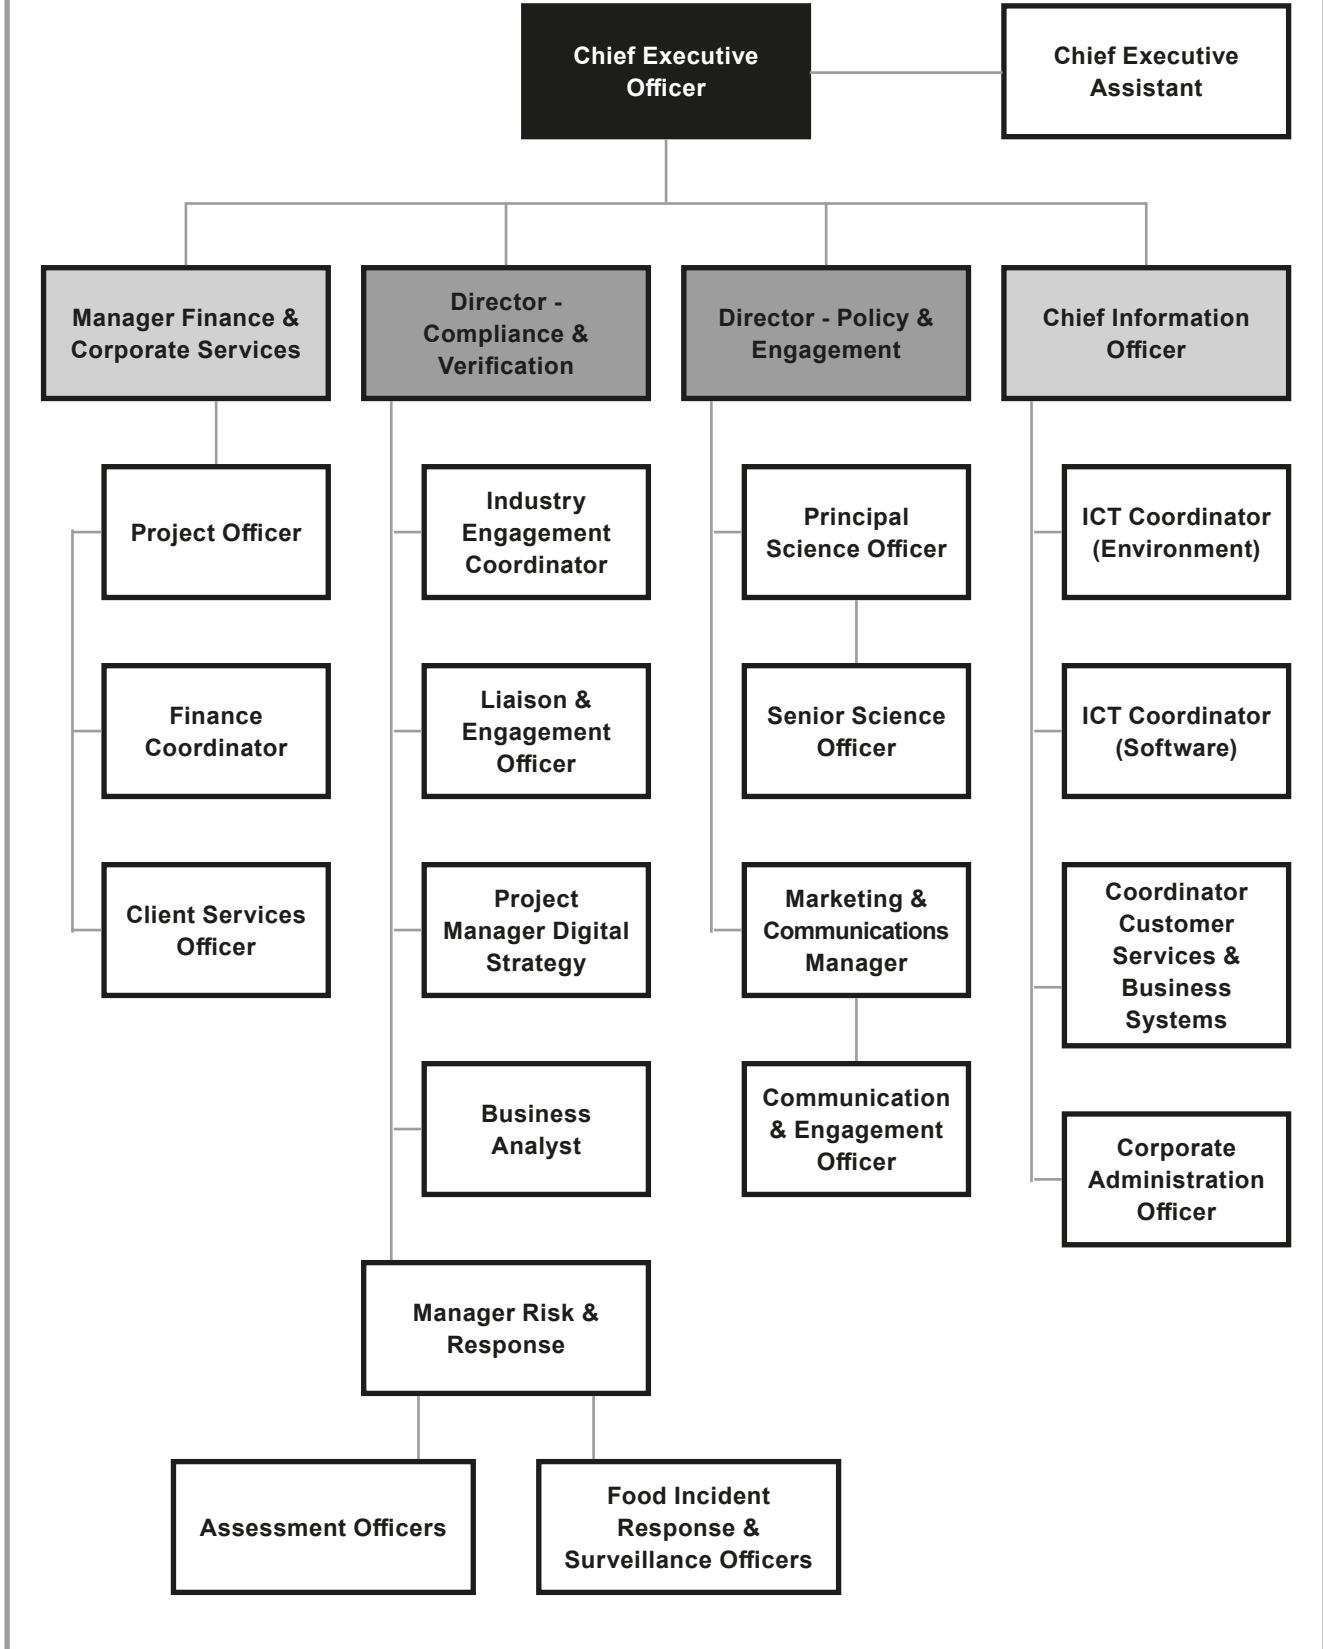 Chief Executive
Officer
Chief Executive
Assistant
Manager Finance &
Corporate Services
Director -
Compliance &
Verification
Director - Policy &
Engagement
Chief Information
Officer
Project Officer
Industry
Engagement
Coordinator
Principal
Science Officer
ICT Coordinator
(Environment)
Finance
Coordinator
Liaison &
Engagement
Officer
Senior Science
Officer
ICT Coordinator
(Software)
Client Services
Officer
Project
Manager Digital
Strategy
Marketing &
Communications
Manager
Coordinator
Customer
Services &
Business
Systems
Business
Analyst
Communication
& Engagement
Officer
Corporate
Administration
Officer
Manager Risk &
Response
Assessment Officers
Food Incident
Response &
Surveillance Officers